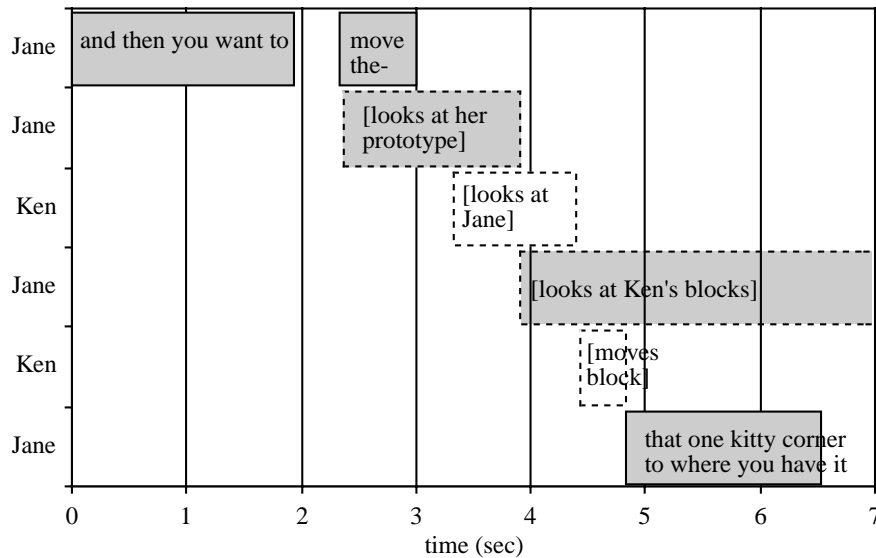 Jane
and then you want to
move
the-
Jane
[looks at her
prototype]
Ken
[looks at
Jane]
Jane
[looks at Ken's blocks]
Ken
[moves
block]
Jane
that one kitty corner
to where you have it
0 1 2 3 4 5 6 7
time (sec)